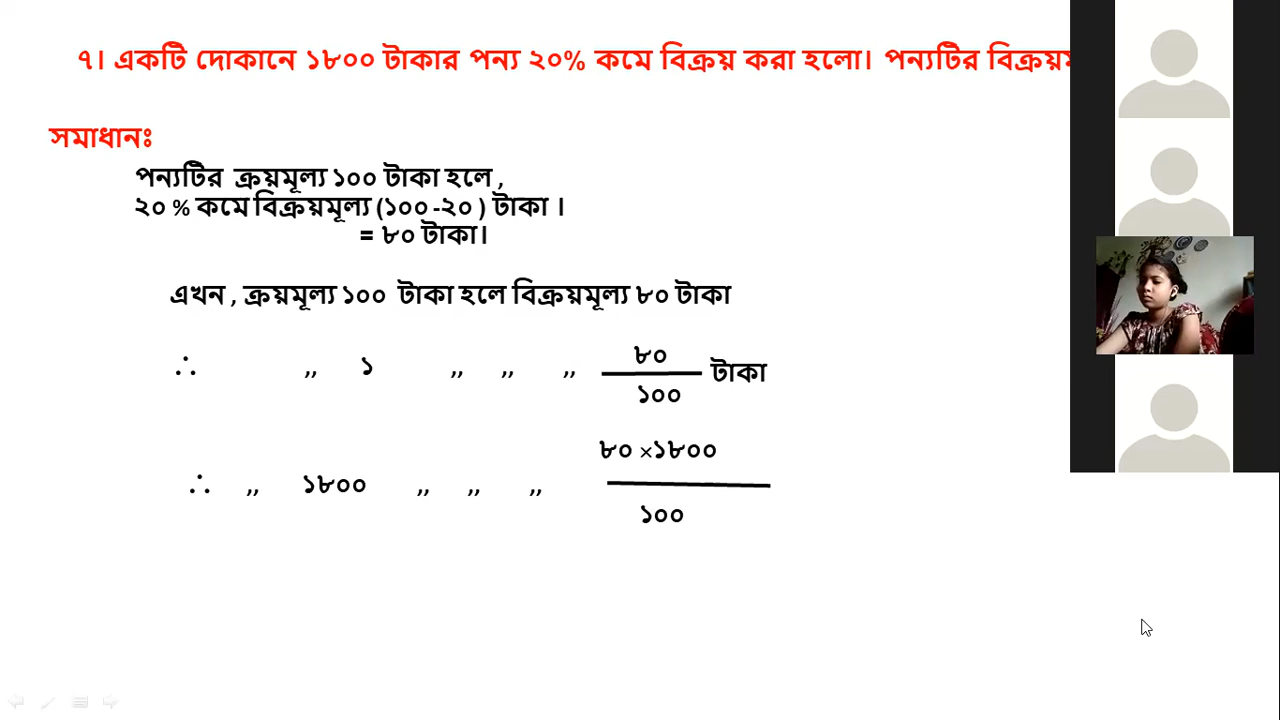 ৭। একটি দোকানে ১৮০০ টাকার পন্য ২০% কমে বিক্রয় করা হলো। পন্যটির
সমাধানঃ
পন্যটির ক্রয়মূল্য ১০০ টাকা হলে ,
২০ % কমে বিক্রয়মূল্য (১০০ -২০ ) টাকা ।
= ৮০ টাকা।
এখন , ক্রয়মূল্য ১০০ টাকা হলে বিক্রয়মূল্য ৮০ টাকা
∴ ,, ১ ,, ,, ,, ৮০
১০০ টাকা
৮০ ×১৮০০
∴ ,, ১৮০০ ,, ,, ,,
১০০